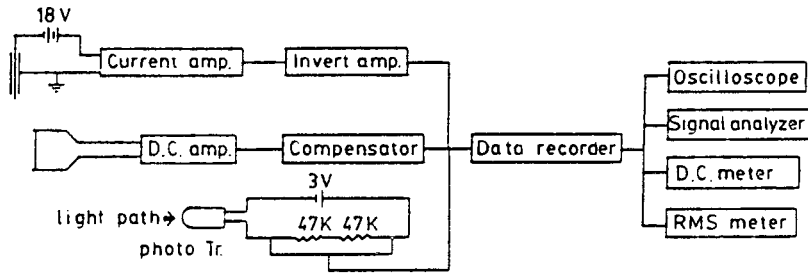 18 V
Current amp.
Invert amp.
Oscilloscope
Signal analyzer
D.C. amp.
Compensator
Data recorder
D.C. meter
3V
light path→
47K 47K
RMS meter
photo Tr.